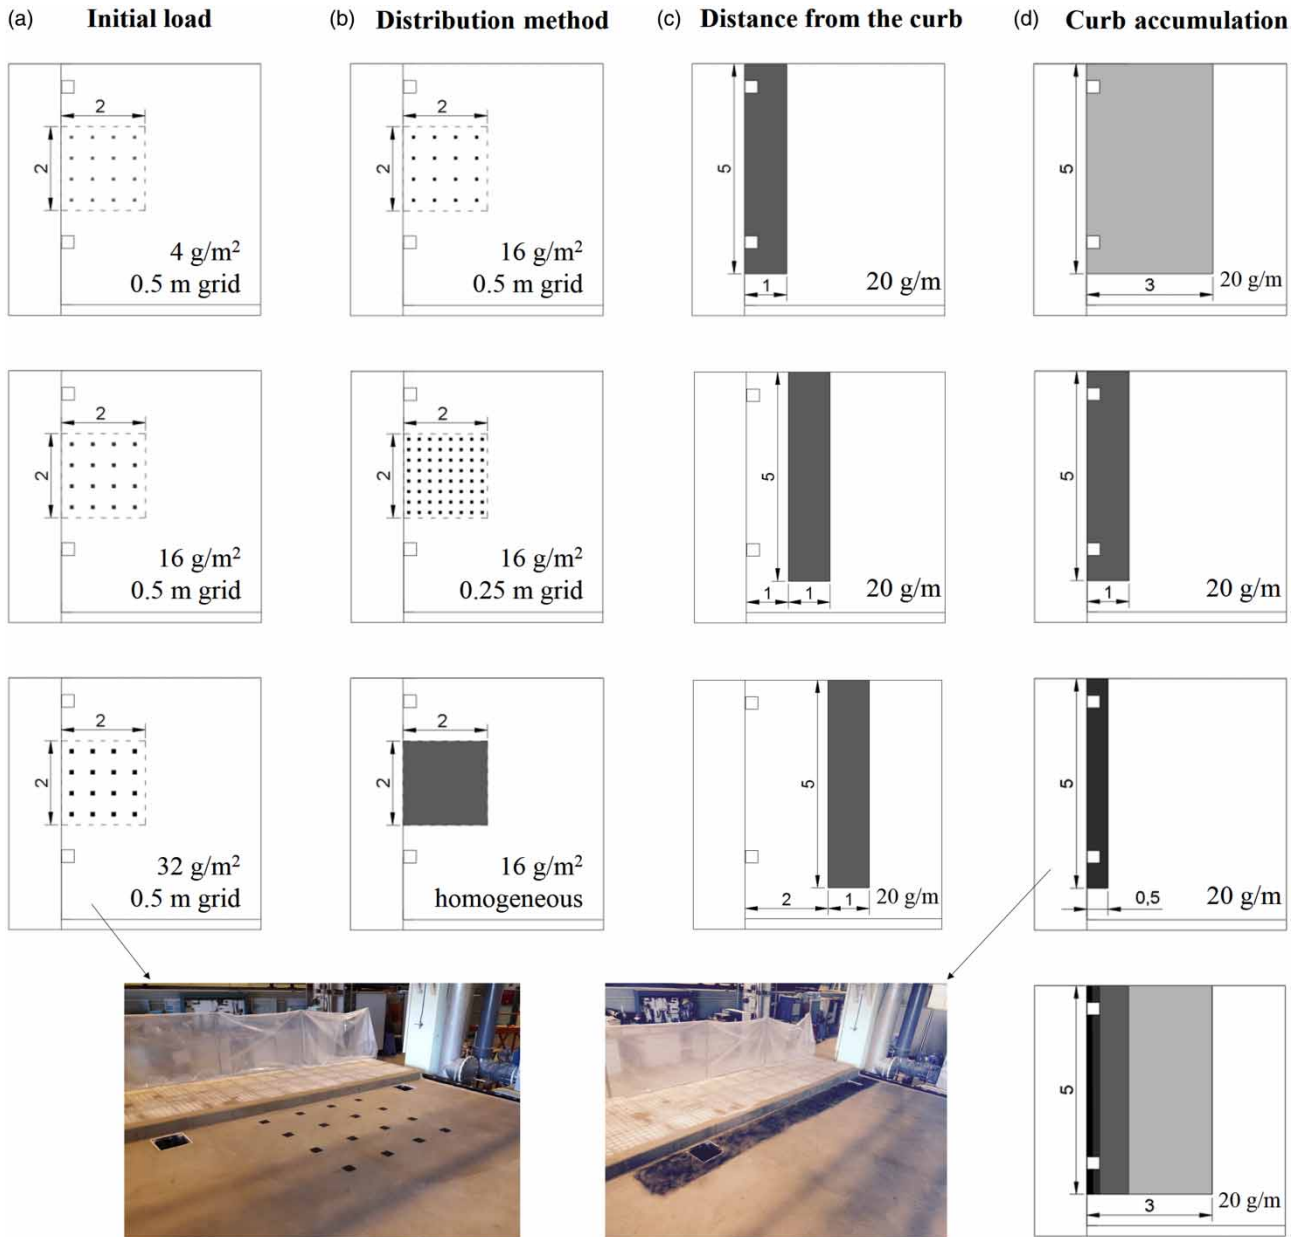 (a) Initial load
(b) Distribution method
(c) Distance from the curb
(d) Curb accumulation
2
2
4 g/m²
0.5 m grid
2
2
16 g/m²
0.5 m grid
5
1
20 g/m
5
3
20 g/m
2
2
16 g/m²
0.5 m grid
2
2
16 g/m²
0.25 m grid
5
1
1
20 g/m
5
1
20 g/m
2
2
32 g/m²
0.5 m grid
2
2
16 g/m²
homogeneous
5
2
1
20 g/m
5
0,5
20 g/m
5
3
20 g/m